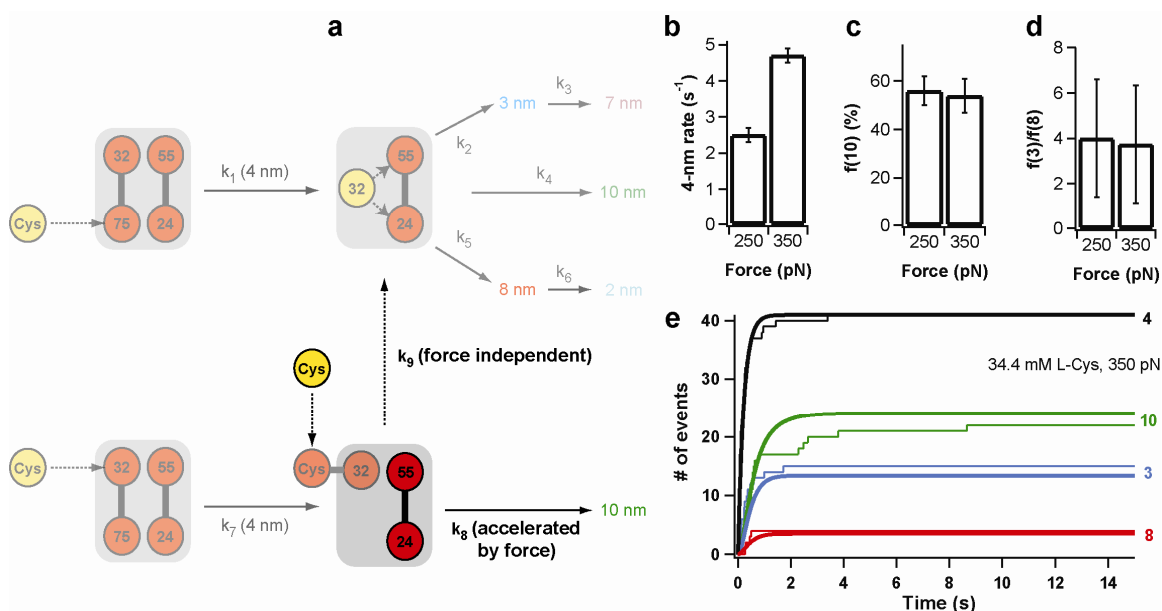 a
32
55
Cys
75
24
k1 (4 nm)
32
55
24
k2
3 nm
k3
7 nm
k4
10 nm
k5
8 nm
k6
2 nm
k9 (force independent)
Cys
Cys
32
55
24
Cys
32
55
75
24
k7 (4 nm)
k8 (accelerated
by force)
10 nm
b
4-nm rate (s-1)
5
4
3
2
1
0
250 350
Force (pN)
c
f(10) (%)
60
40
20
0
250 350
Force (pN)
d
f(3)/f(8)
8
6
4
2
0
250 350
Force (pN)
e
# of events
40
30
20
10
0
4
34.4 mM L-Cys, 350 pN
10
3
8
0 2 4 6 8 10 12 14
Time (s)